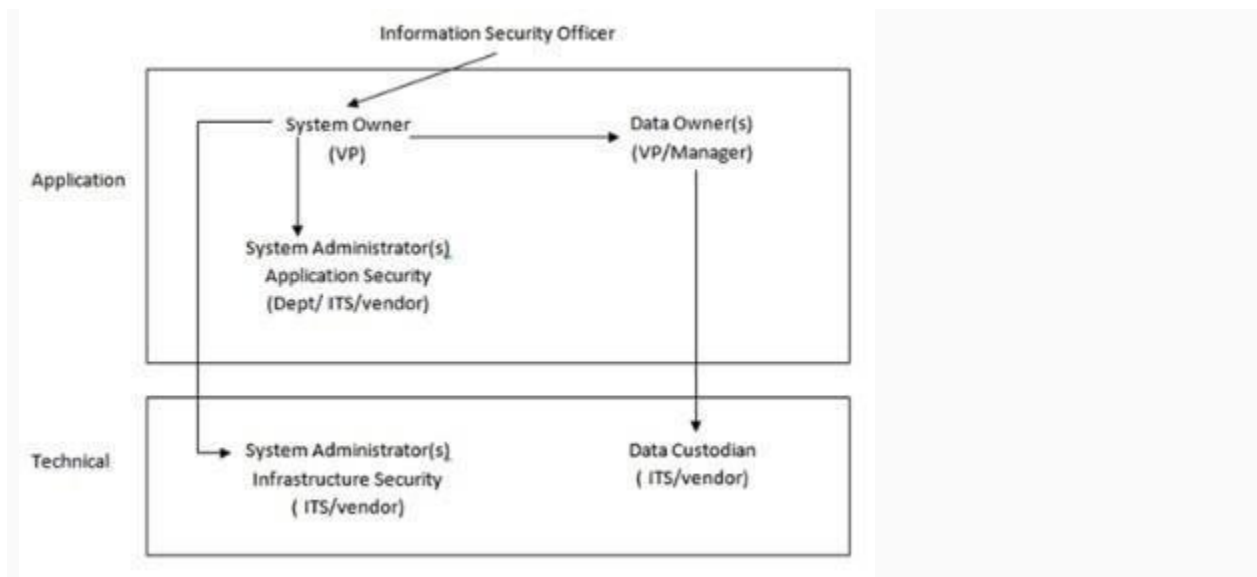 Information Security Officer
System Owner
(VP)
Data Owner(s)
(VP/Manager)
Application
System Administrator(s)
Application Security
(Dept/ ITS/vendor)
Technical
System Administrator(s)
Infrastructure Security
( ITS/vendor)
Data Custodian
( ITS/vendor)